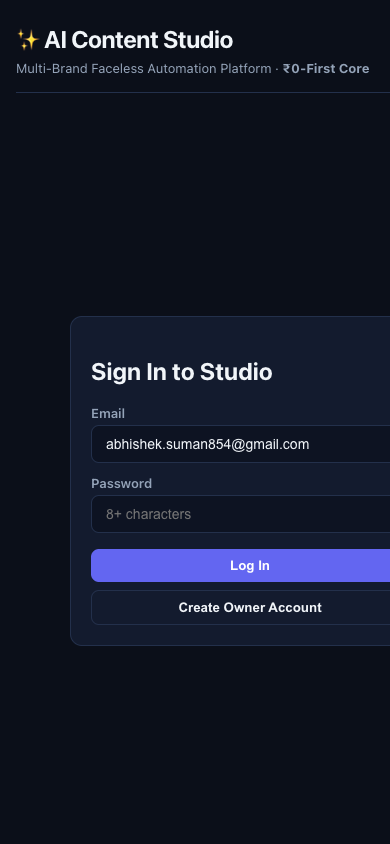 ✨ AI Content Studio
Multi-Brand Faceless Automation Platform · ₹0-First Core
Sign In to Studio
Email
abhishek.suman854@gmail.com
Password
8+ characters
Log In
Create Owner Account